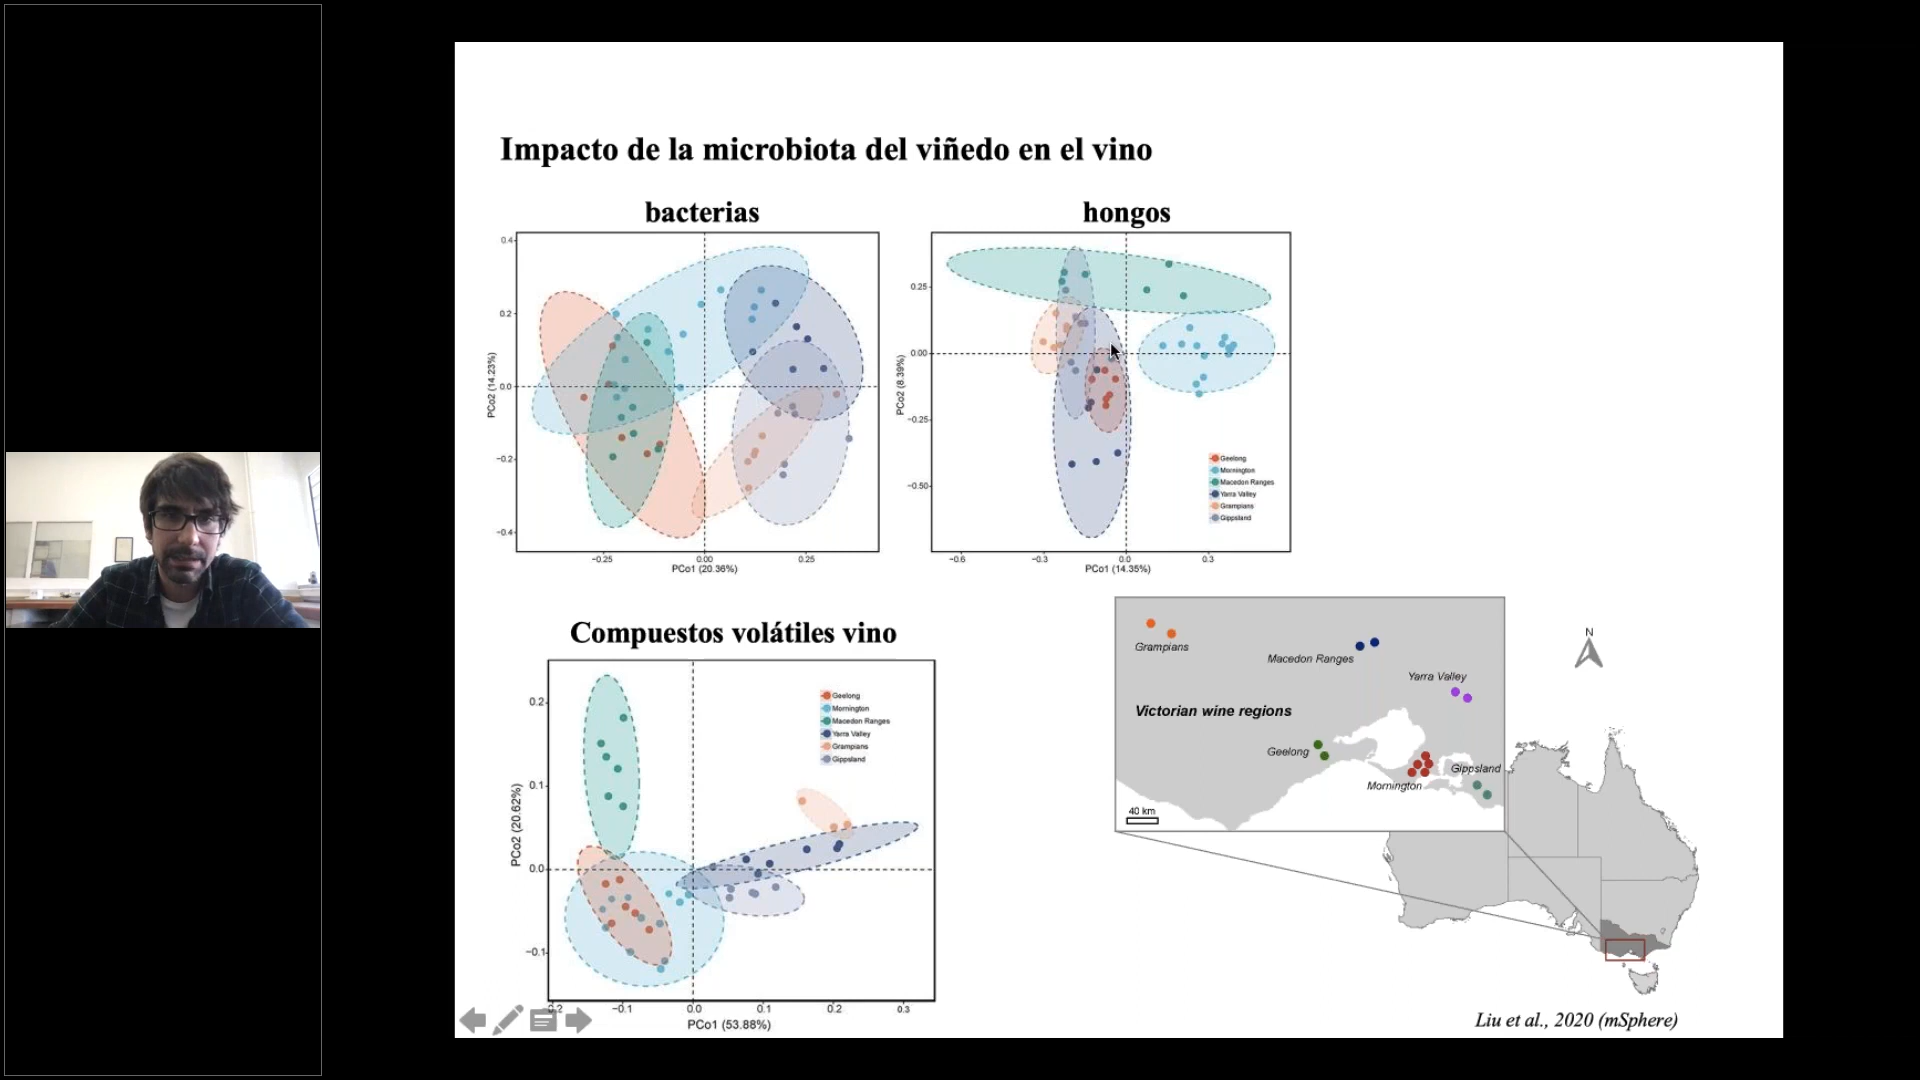 Impacto de la microbiota del viñedo en el vino
bacterias
0.4
0.2
0.0
−0.2
−0.4
PCo2 (14.23%)
−0.25
0.00
0.25
PCo1 (20.36%)
hongos
0.25
0.00
−0.25
−0.50
PCo2 (8.39%)
−0.6
−0.3
0.0
0.3
PCo1 (14.35%)
Geelong
Mornington
Macedon Ranges
Yarra Valley
Grampians
Gippsland
Compuestos volátiles vino
0.2
0.1
0.0
−0.1
PCo2 (20.62%)
−0.1
0.0
0.1
0.2
0.3
PCo1 (53.88%)
Geelong
Mornington
Macedon Ranges
Yarra Valley
Grampians
Gippsland
Grampians
Macedon Ranges
Yarra Valley
Victorian wine regions
Geelong
Gippsland
Mornington
40 km
N
Liu et al., 2020 (mSphere)